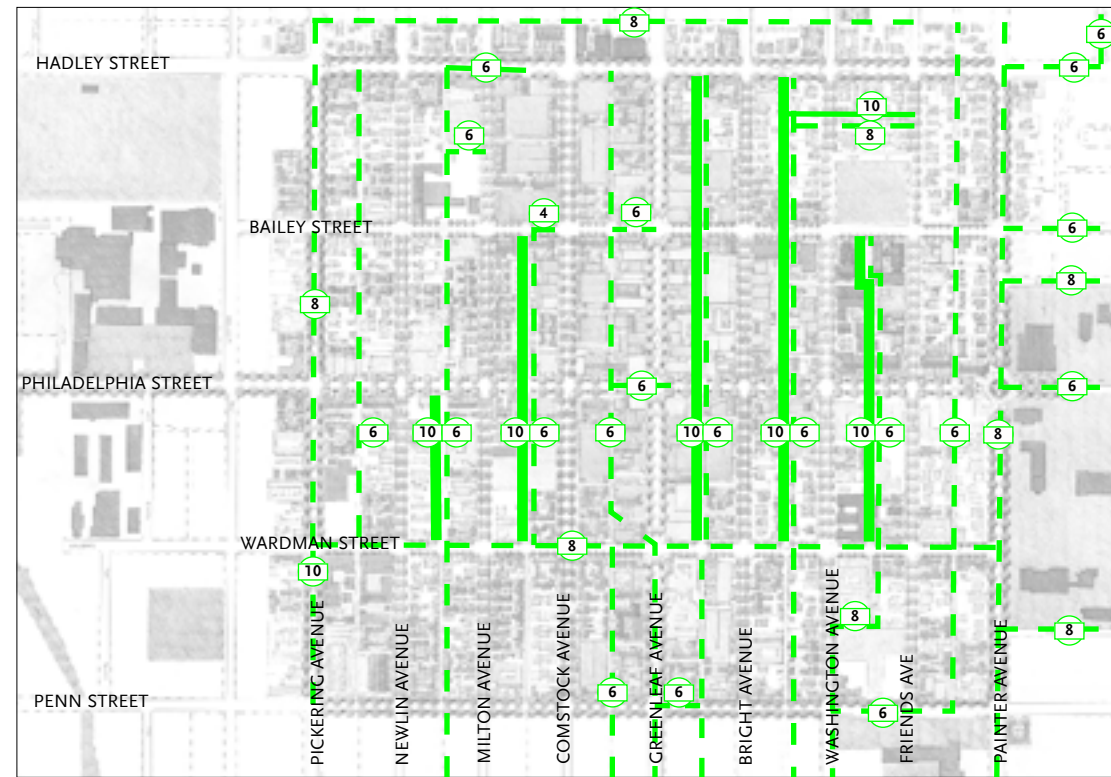 8
6
HADLEY STREET
6
6
10
8
6
4
6
BAILEY STREET
6
8
8
PHILADELPHIA STREET
6
6
6
10
6
10
6
6
10
6
10
6
10
6
6
8
WARDMAN STREET
8
10
8
8
PENN STREET
6
6
6
PICKERING AVENUE
NEWLIN AVENUE
MILTON AVENUE
COMSTOCK AVENUE
GREENLEAF AVENUE
BRIGHT AVENUE
WASHINGTON AVENUE
FRIENDS AVE
PAINTER AVENUE